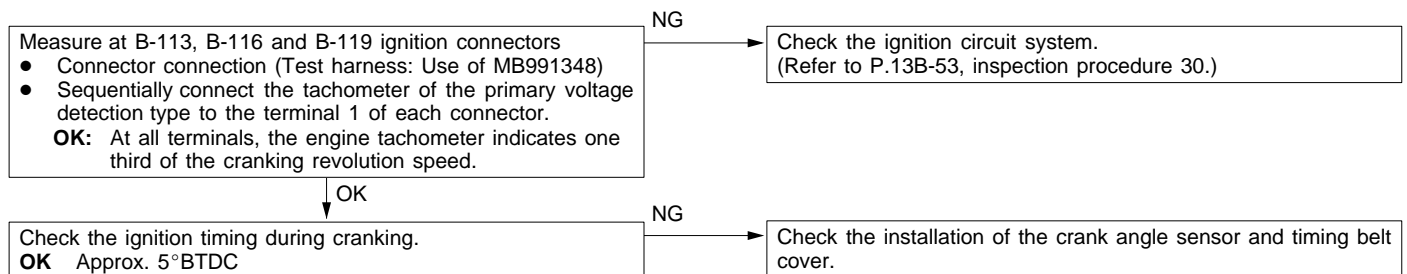 NG
Measure at B-113, B-116 and B-119 ignition connectors
● Connector connection (Test harness: Use of MB991348)
● Sequentially connect the tachometer of the primary voltage
detection type to the terminal 1 of each connector.
OK: At all terminals, the engine tachometer indicates one
third of the cranking revolution speed.
Check the ignition circuit system.
(Refer to P.13B-53, inspection procedure 30.)
OK
NG
Check the ignition timing during cranking.
OK Approx. 5°BTDC
Check the installation of the crank angle sensor and timing belt
cover.